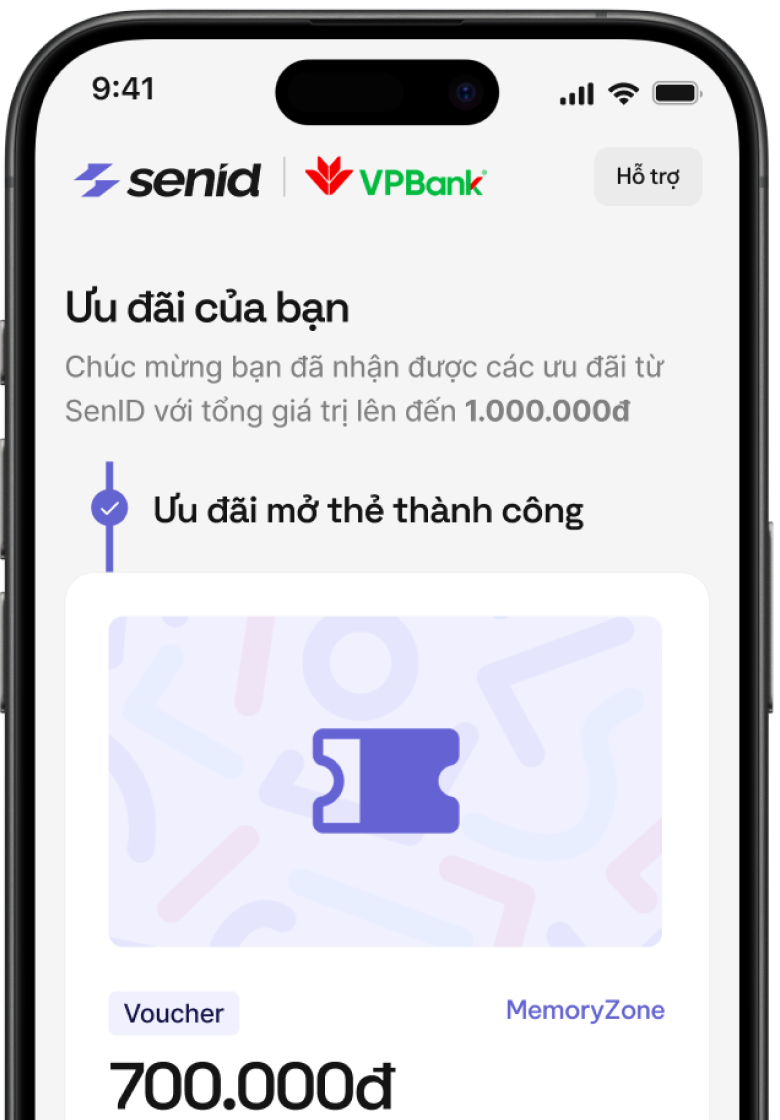 9:41
senid
VPBank
Hỗ trợ
Ưu đãi của bạn
Chúc mừng bạn đã nhận được các ưu đãi từ
SenID với tổng giá trị lên đến 1.000.000đ
Ưu đãi mở thẻ thành công
Voucher
MemoryZone
700.000đ